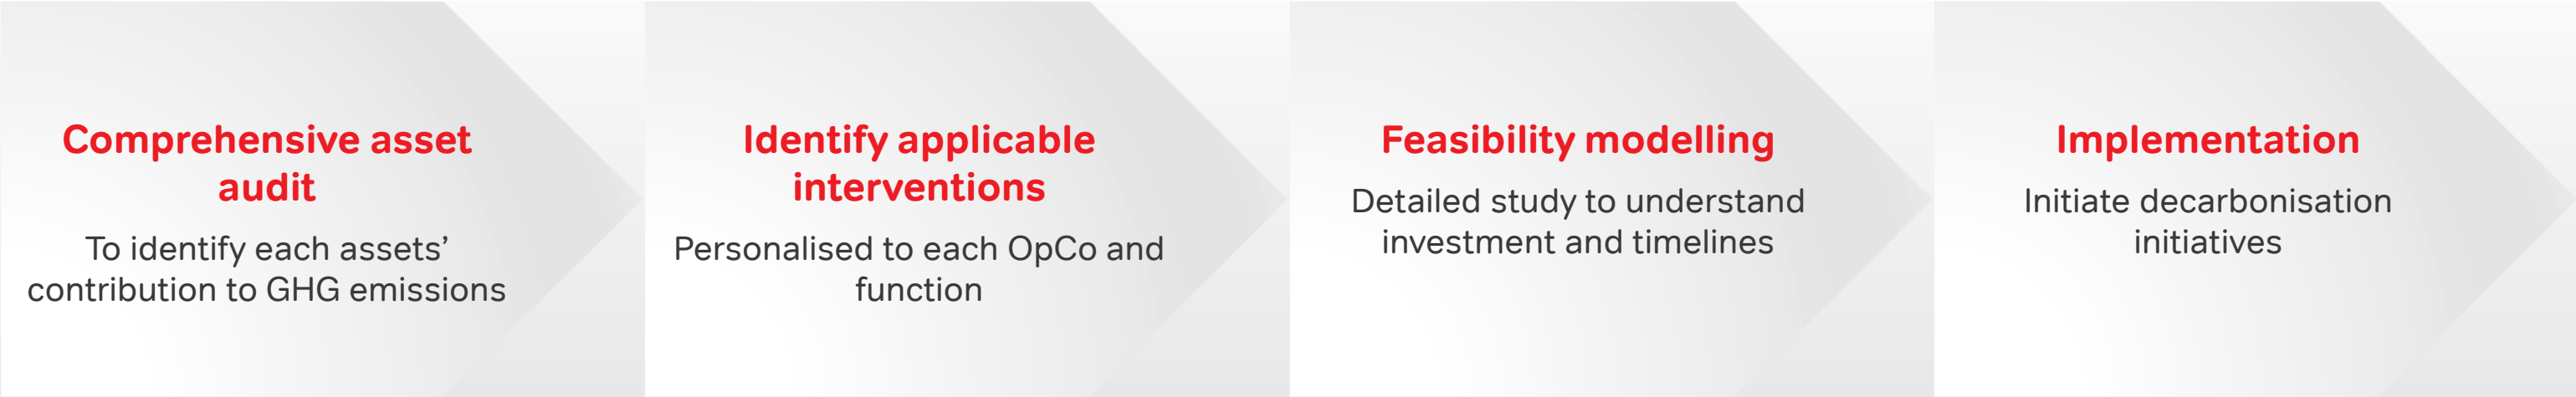 Comprehensive asset
audit
To identify each assets’
contribution to GHG emissions
Identify applicable
interventions
Personalised to each OpCo and
function
Feasibility modelling
Detailed study to understand
investment and timelines
Implementation
Initiate decarbonisation
initiatives